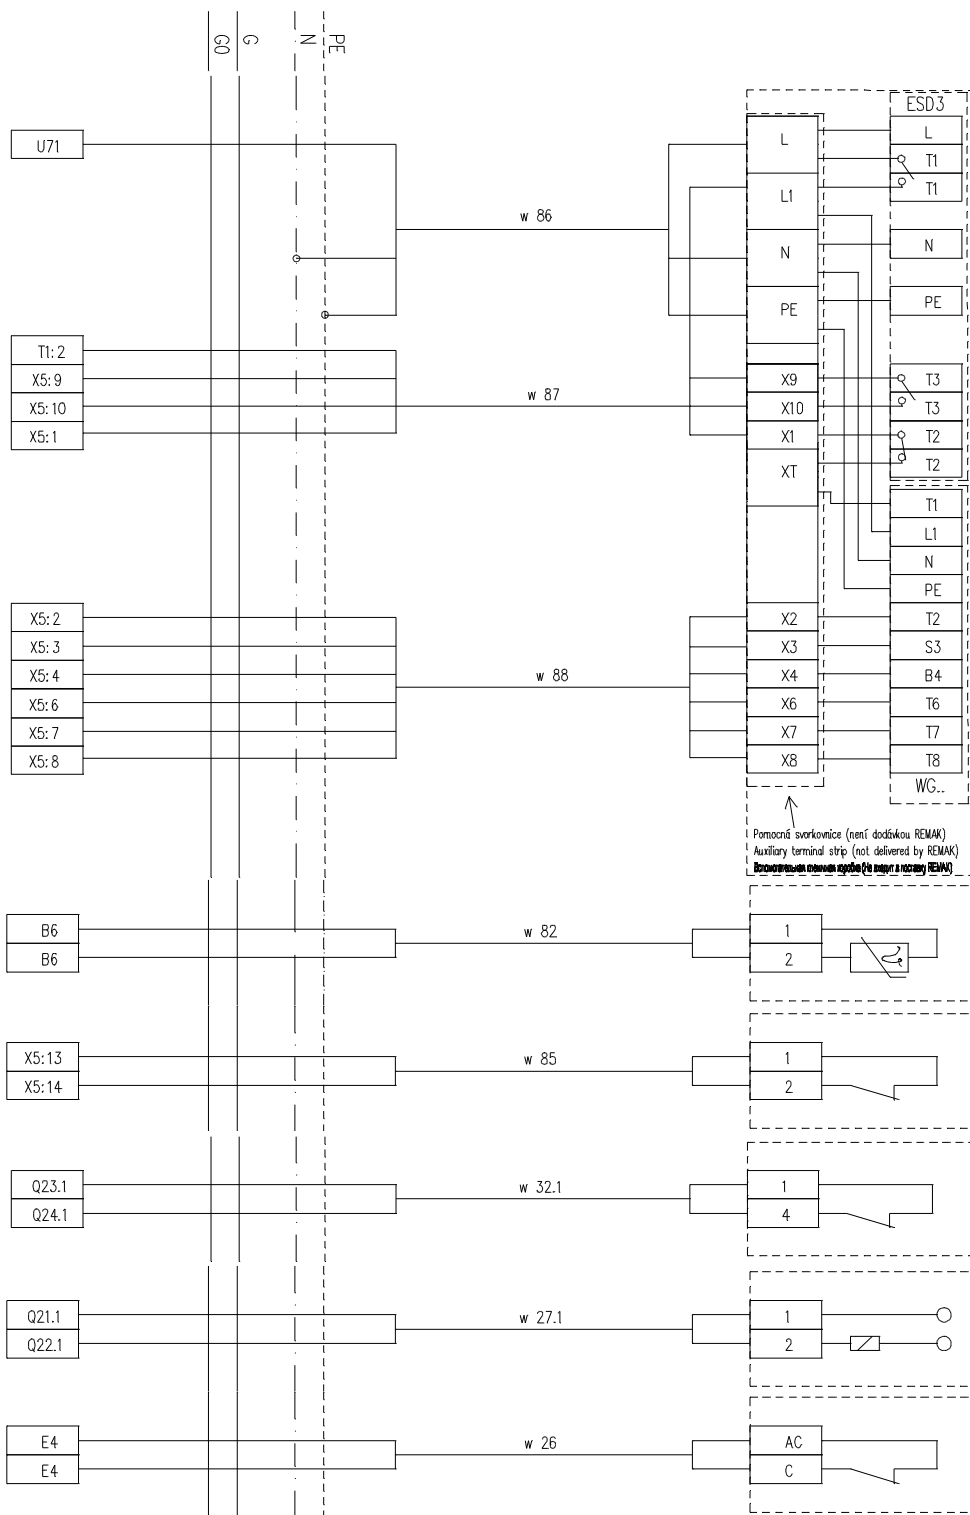 G0
G
N
PE
ESD3
U71
L
L
T1
L1
T1
w 86
N
N
PE
PE
T1:2
X5:9
X9
T3
w 87
X5:10
X10
T3
X5:1
X1
T2
XT
T2
T1
L1
N
PE
X5:2
X2
T2
X5:3
X3
S3
X5:4
w 88
X4
B4
X5:6
X6
T6
X5:7
X7
T7
X5:8
X8
T8
WG..
Pomocná svorkovnice (není dodávkou REMAK)
Auxiliary terminal strip (not delivered by REMAK)
B6
w 82
1
B6
2
X5:13
w 85
1
X5:14
2
Q23.1
w 32.1
1
Q24.1
4
Q21.1
w 27.1
1
Q22.1
2
E4
w 26
AC
E4
C